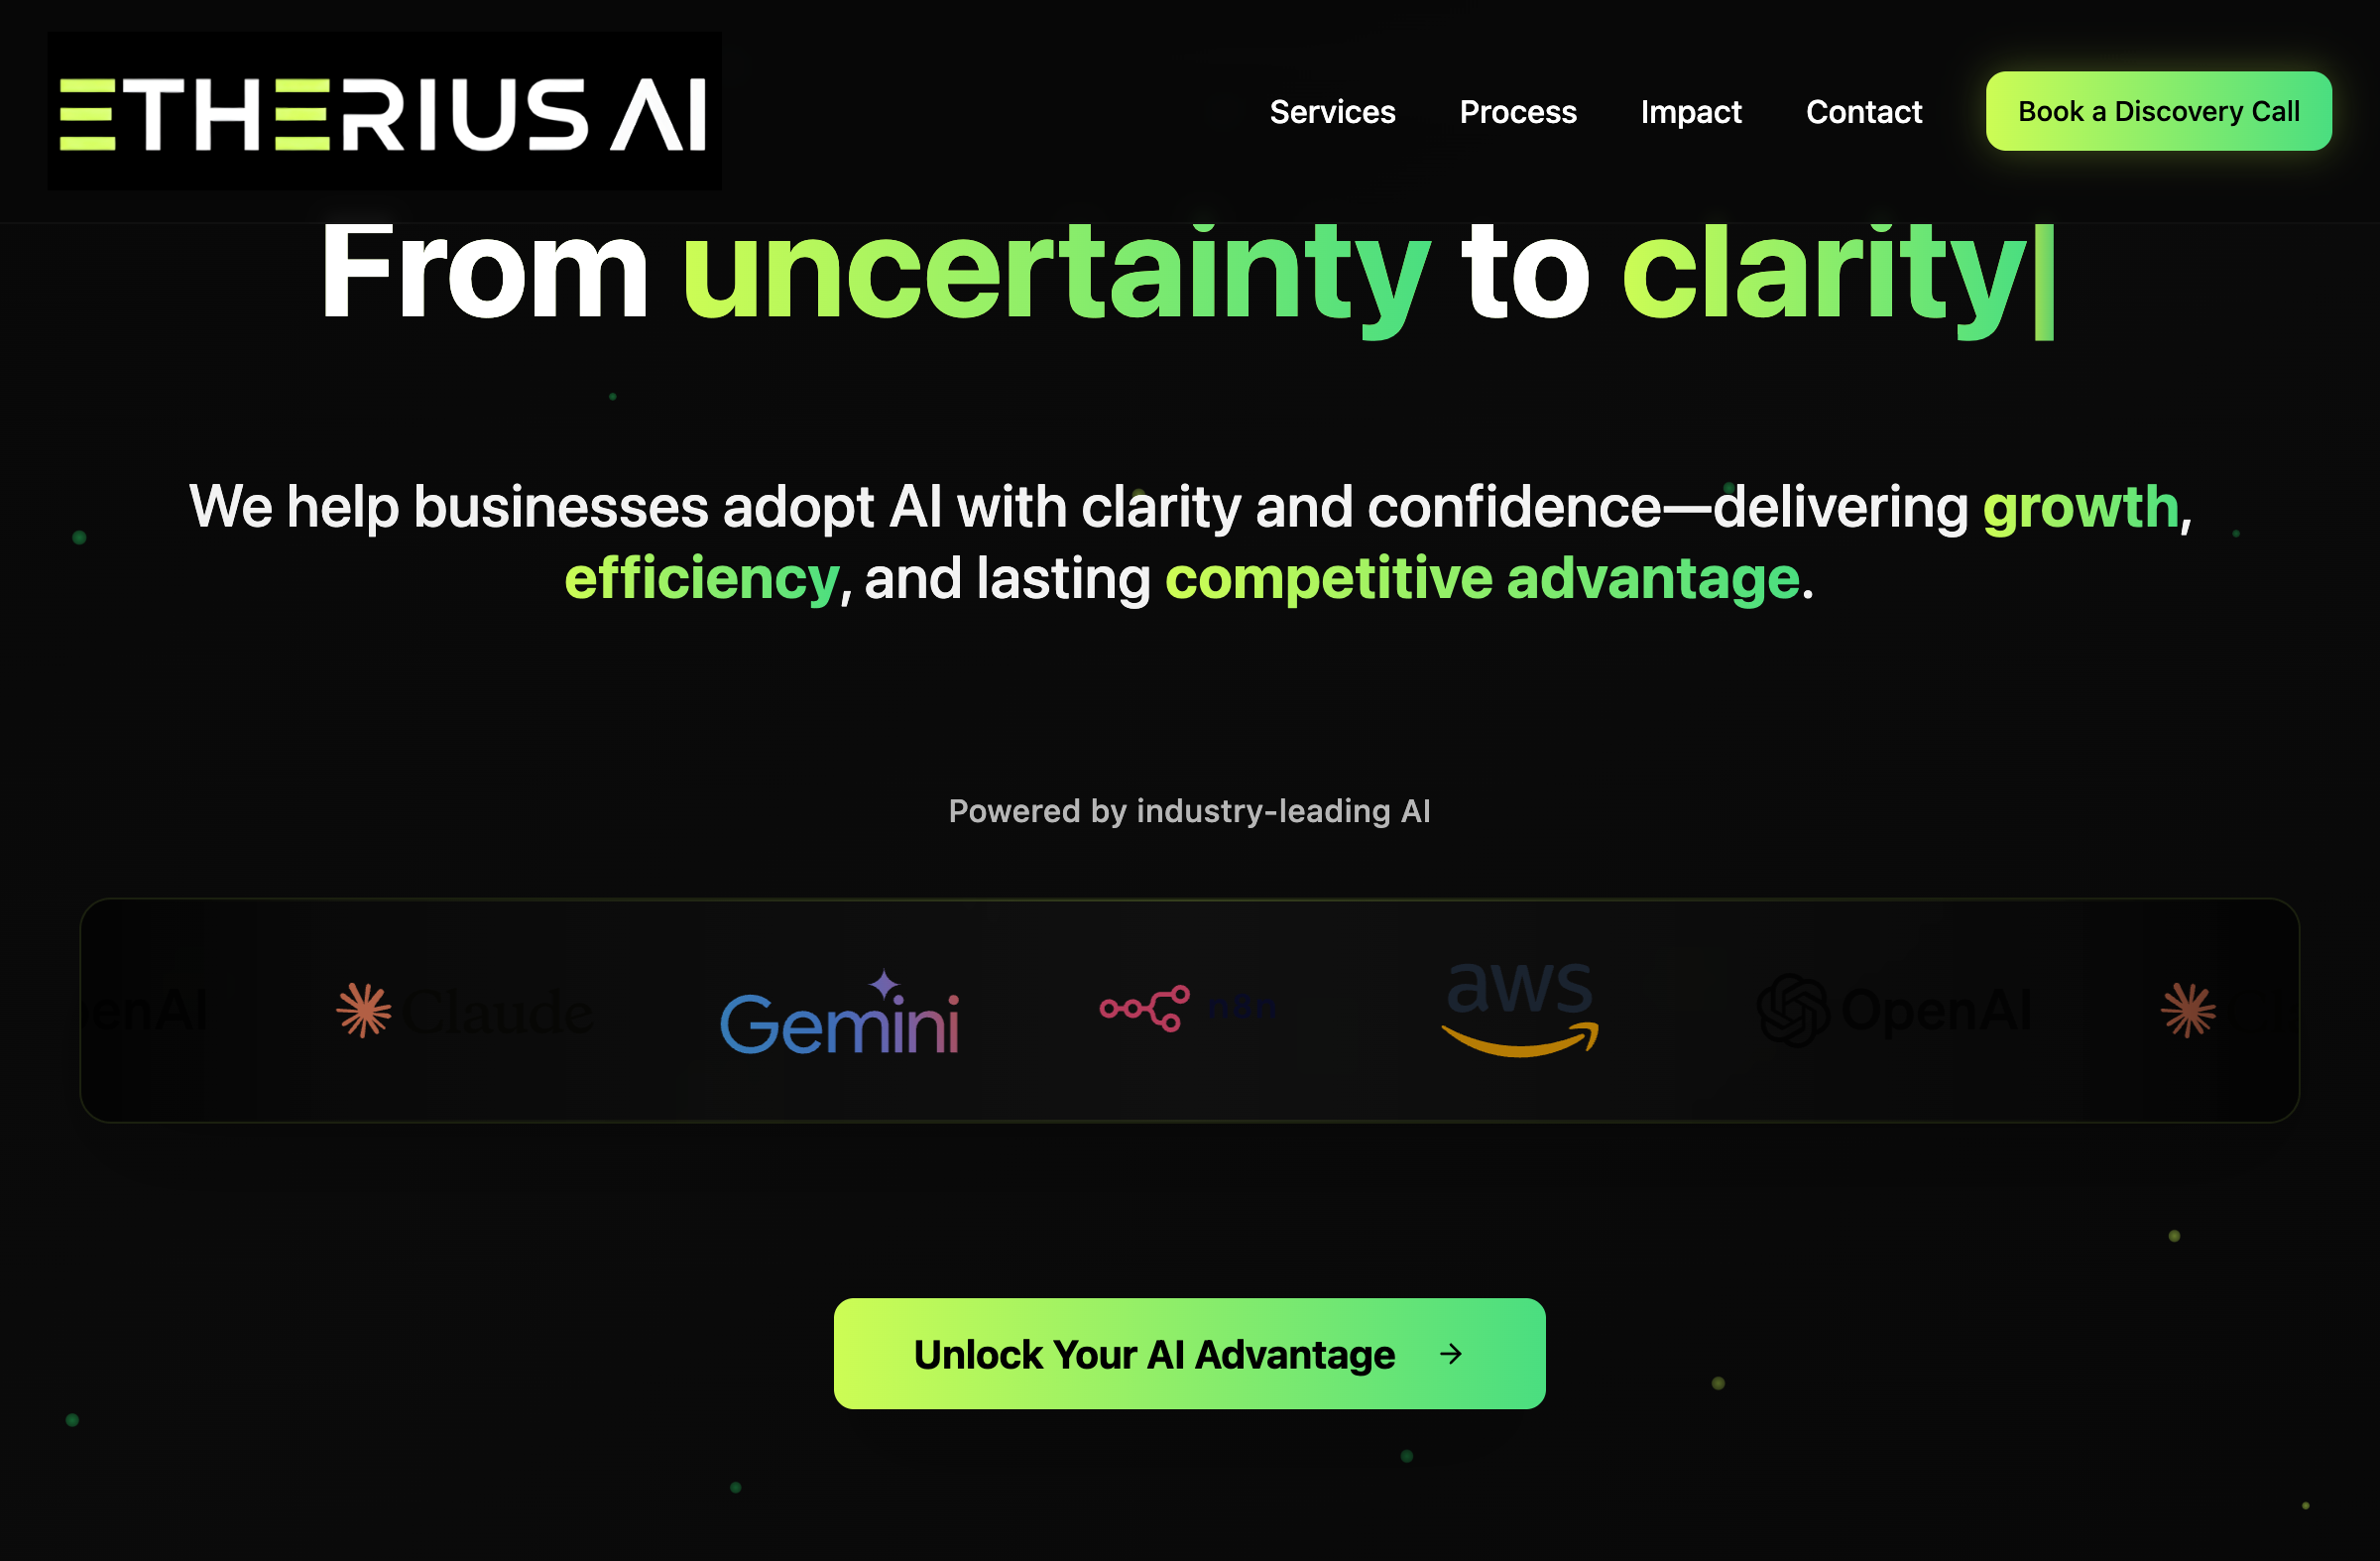 ETHERIUS AI
Services Process Impact Contact Book a Discovery Call
From uncertainty to clarity|
We help businesses adopt AI with clarity and confidence—delivering growth,
efficiency, and lasting competitive advantage.
Powered by industry-leading AI
enAI Claude Gemini n8n aws OpenAI
Unlock Your AI Advantage →